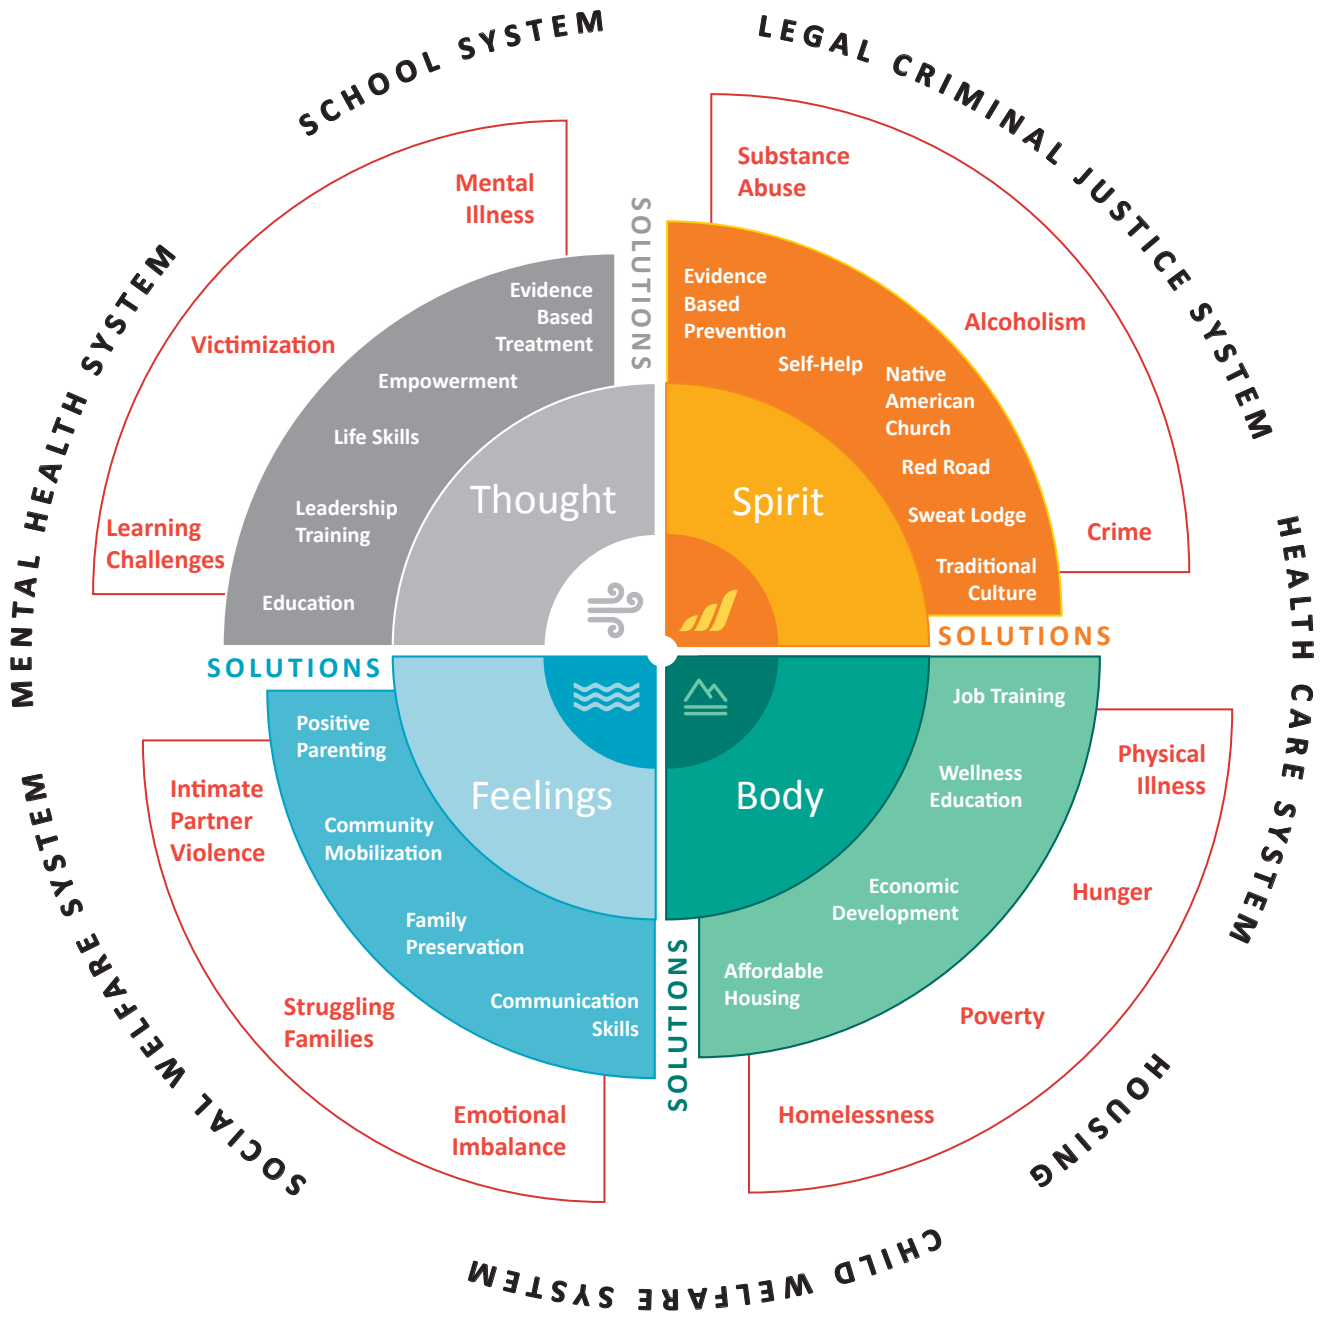 SCHOOL SYSTEM
LEGAL CRIMINAL JUSTICE SYSTEM
HEALTH CARE SYSTEM
HOUSING
CHILD WELFARE SYSTEM
SOCIAL WELFARE SYSTEM
MENTAL HEALTH SYSTEM
Mental
Illness
Victimization
Learning
Challenges
SOLUTIONS
Evidence
Based
Treatment
Empowerment
Life Skills
Leadership
Training
Education
Thought
Substance
Abuse
Alcoholism
Crime
Evidence
Based
Prevention
Self-Help
Native
American
Church
Red Road
Sweat Lodge
Traditional
Culture
SOLUTIONS
Spirit
SOLUTIONS
Positive
Parenting
Community
Mobilization
Family
Preservation
Communication
Skills
Feelings
Intimate
Partner
Violence
Struggling
Families
Emotional
Imbalance
Body
Job Training
Wellness
Education
Economic
Development
Affordable
Housing
SOLUTIONS
Physical
Illness
Hunger
Poverty
Homelessness